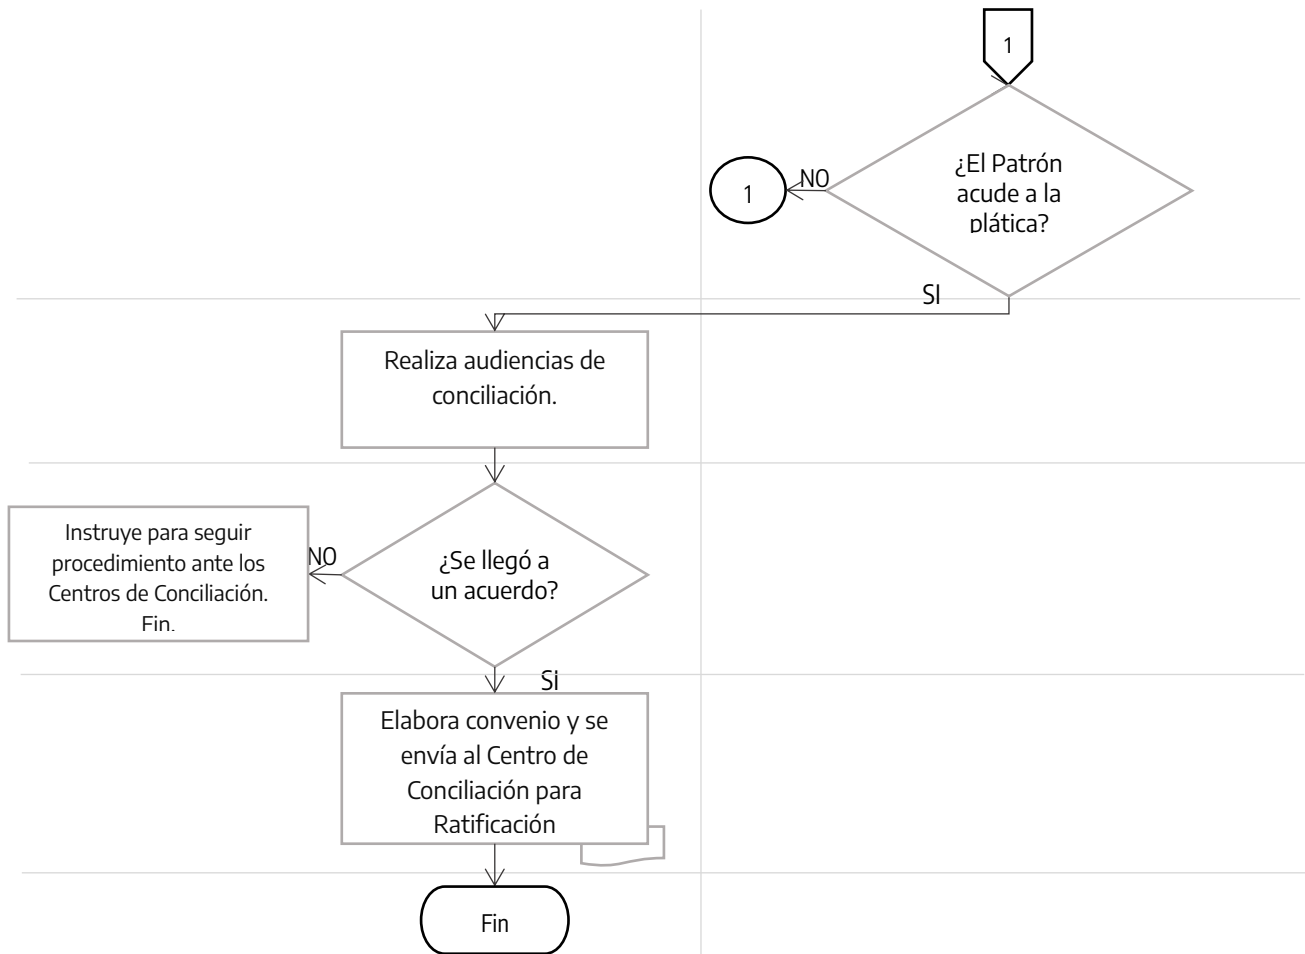 1
¿El Patrón
acude a la
plática?
NO
1
SI
Realiza audiencias de
conciliación.
¿Se llegó a
un acuerdo?
NO
Instruye para seguir
procedimiento ante los
Centros de Conciliación.
Fin.
SI
Elabora convenio y se
envía al Centro de
Conciliación para
Ratificación
Fin